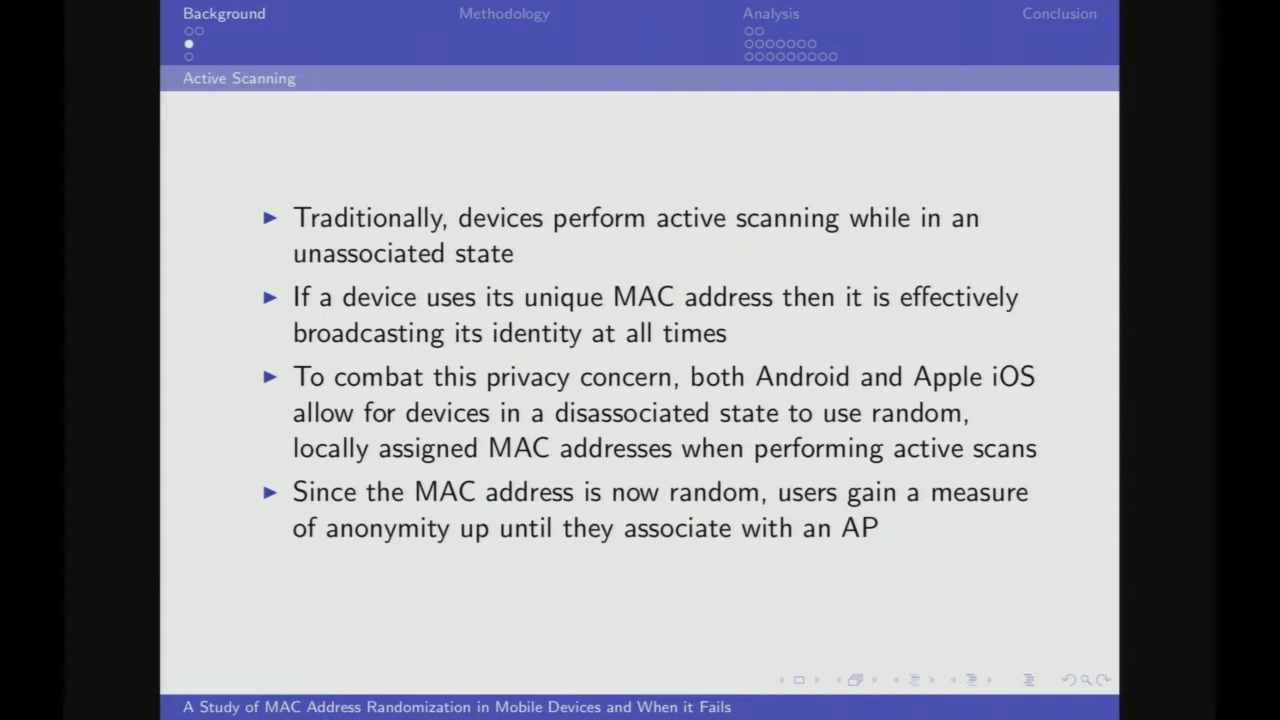 Background Methodology Analysis Conclusion
Active Scanning
Traditionally, devices perform active scanning while in an
unassociated state
If a device uses its unique MAC address then it is effectively
broadcasting its identity at all times
To combat this privacy concern, both Android and Apple iOS
allow for devices in a disassociated state to use random,
locally assigned MAC addresses when performing active scans
Since the MAC address is now random, users gain a measure
of anonymity up until they associate with an AP
A Study of MAC Address Randomization in Mobile Devices and When it Fails